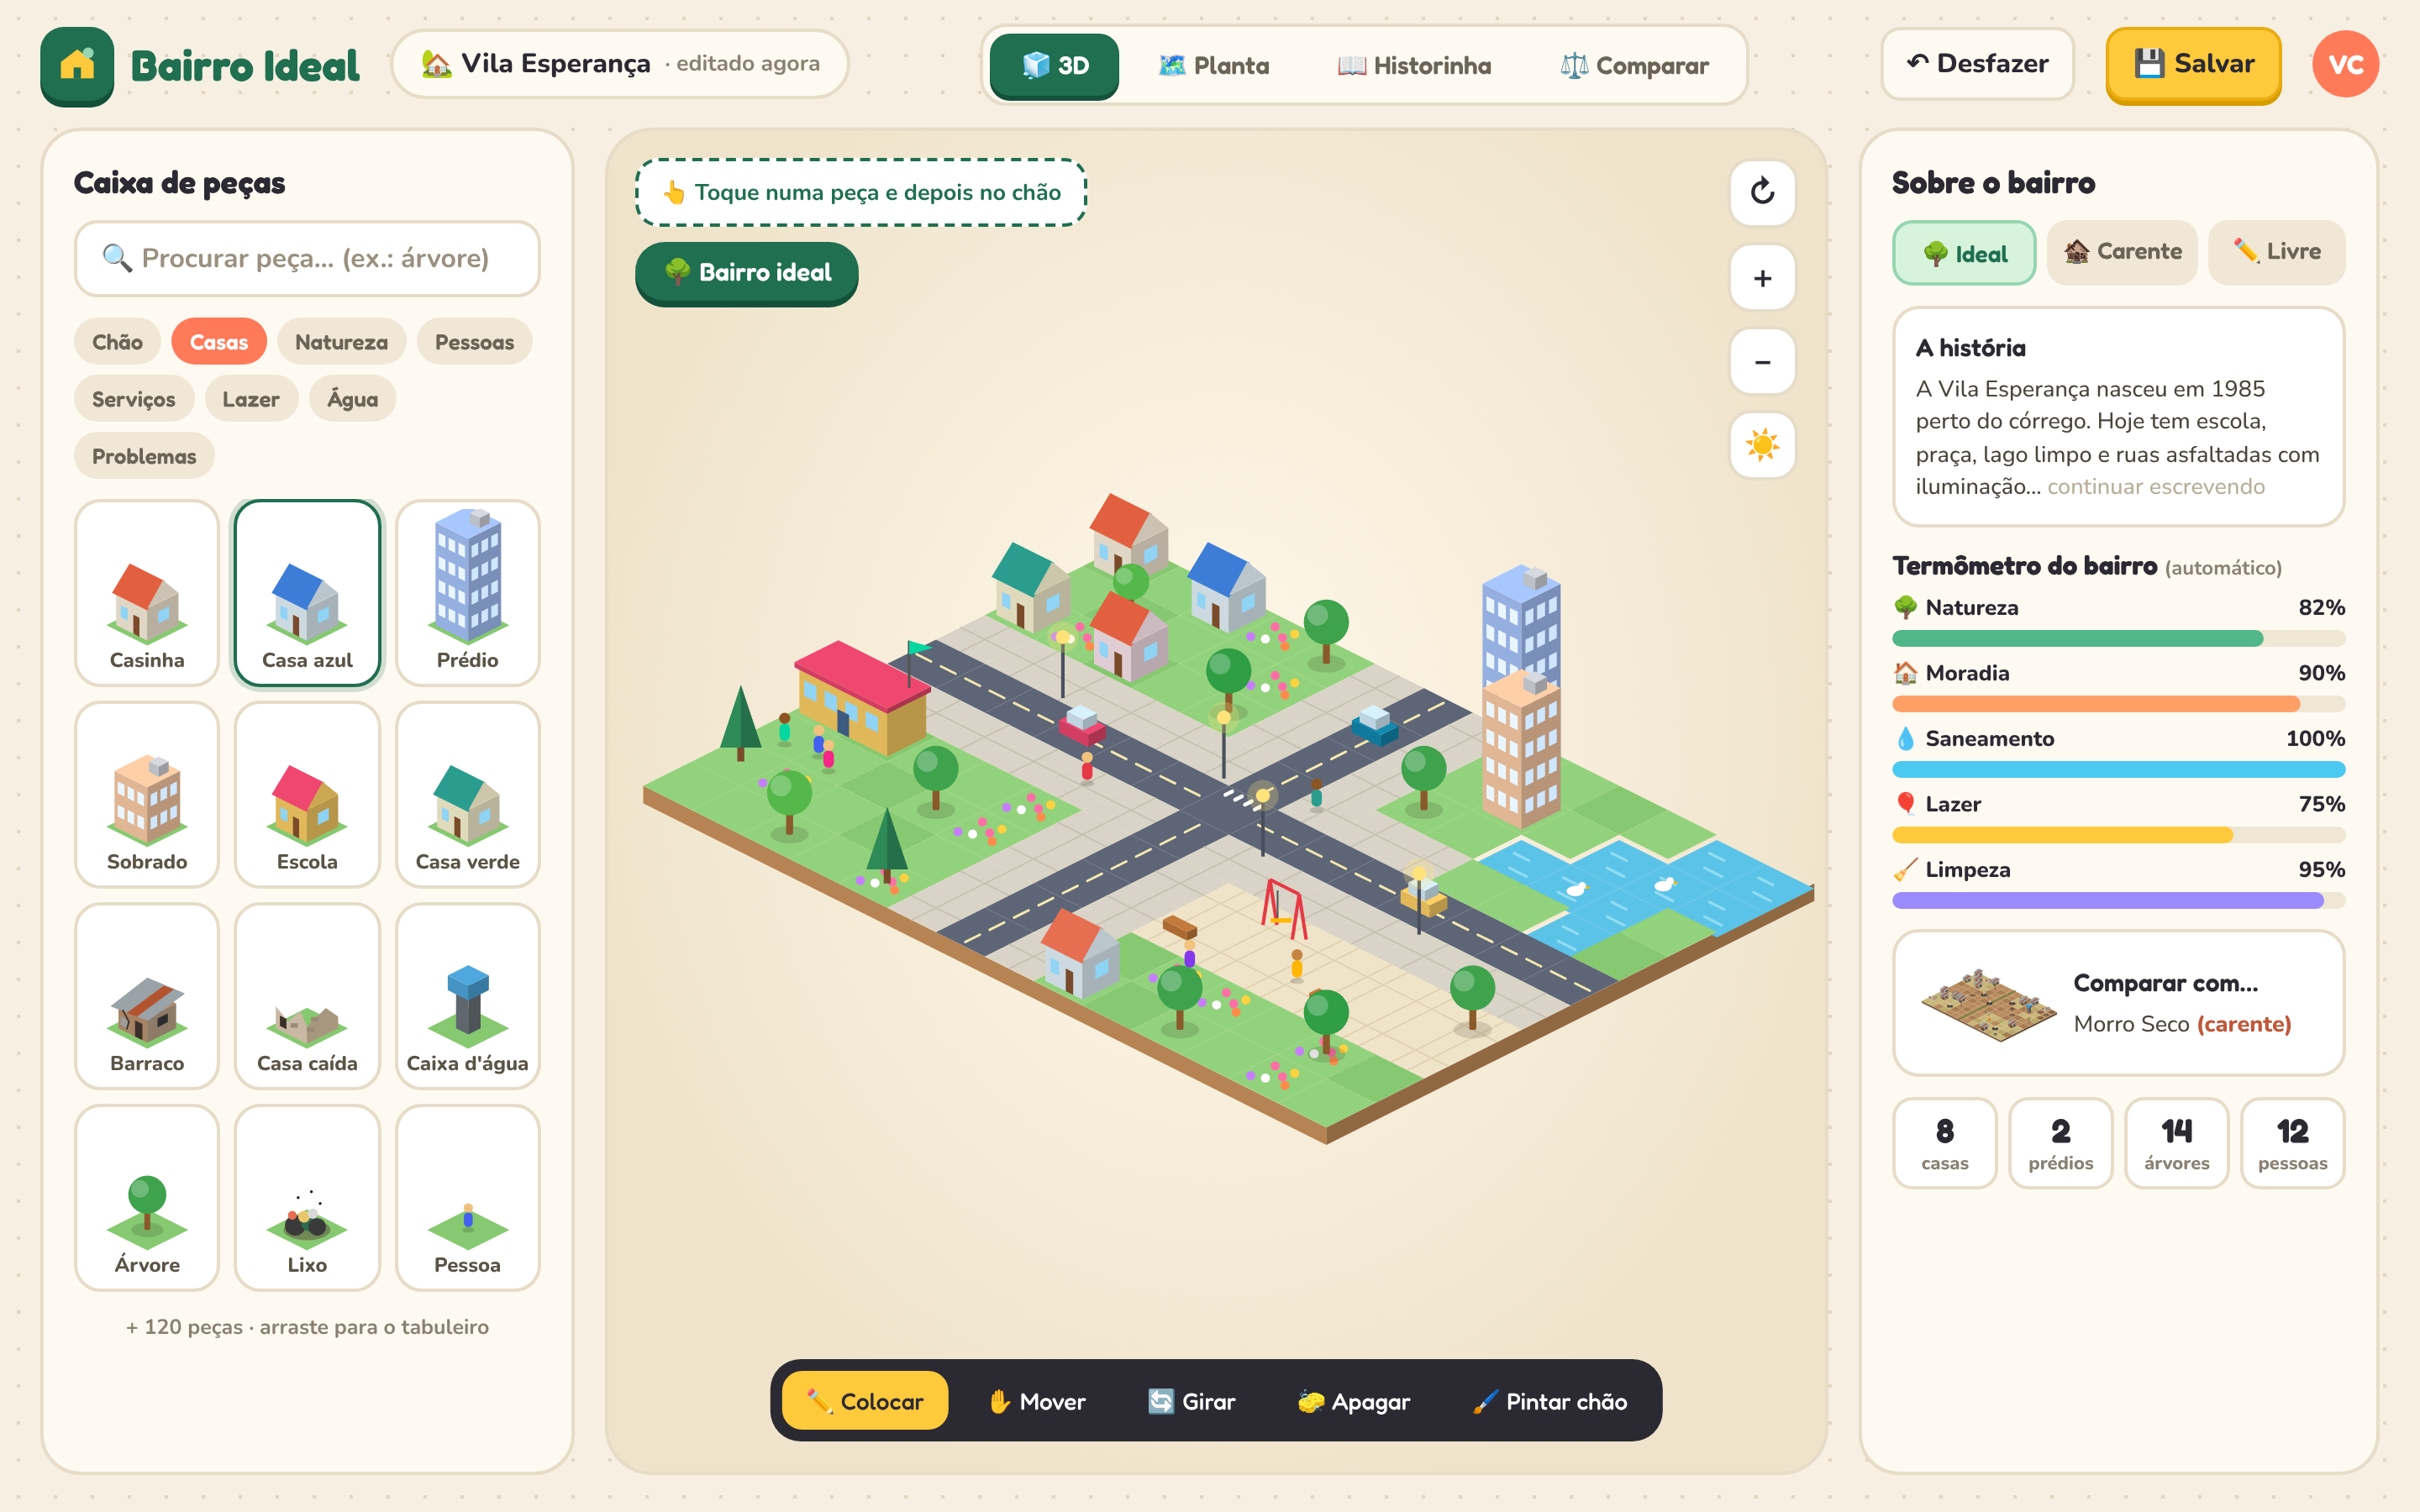 Bairro Ideal
🏡 Vila Esperança · editado agora
🧊 3D
🗺️ Planta
📖 Historinha
⚖️ Comparar
↶ Desfazer
💾 Salvar
VC
Caixa de peças
🔍 Procurar peça... (ex.: árvore)
Chão
Casas
Natureza
Pessoas
Serviços
Lazer
Água
Problemas
Casinha
Casa azul
Prédio
Sobrado
Escola
Casa verde
Barraco
Casa caída
Caixa d'água
Árvore
Lixo
Pessoa
+ 120 peças · arraste para o tabuleiro
👆 Toque numa peça e depois no chão
🌳 Bairro ideal
↻
+
−
☀️
✏️ Colocar
✋ Mover
🔄 Girar
🧽 Apagar
🖌️ Pintar chão
Sobre o bairro
🌳 Ideal
🏚️ Carente
✏️ Livre
A história
A Vila Esperança nasceu em 1985
perto do córrego. Hoje tem escola,
praça, lago limpo e ruas asfaltadas com
iluminação... continuar escrevendo
Termômetro do bairro (automático)
🌳 Natureza 82%
🏠 Moradia 90%
💧 Saneamento 100%
🎈 Lazer 75%
🧹 Limpeza 95%
Comparar com...
Morro Seco (carente)
8
casas
2
prédios
14
árvores
12
pessoas